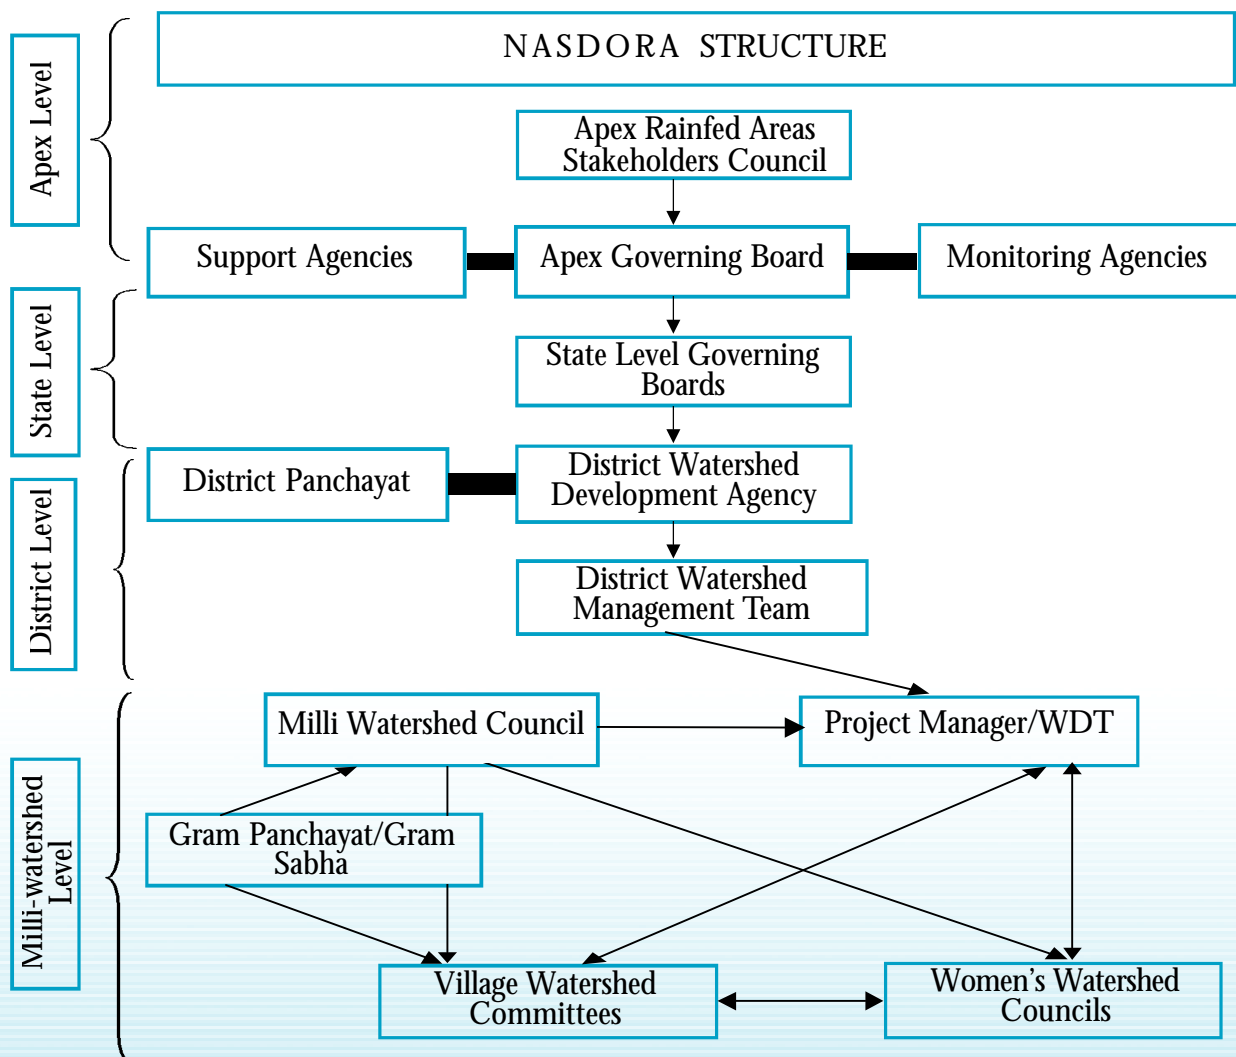 NASDORA STRUCTURE
Apex Level
Apex Rainfed Areas
Stakeholders Council
Support Agencies
Apex Governing Board
Monitoring Agencies
State Level
State Level Governing
Boards
District Level
District Panchayat
District Watershed
Development Agency
District Watershed
Management Team
Milli-watershed
Level
Milli Watershed Council
Project Manager/WDT
Gram Panchayat/Gram
Sabha
Village Watershed
Committees
Women’s Watershed
Councils